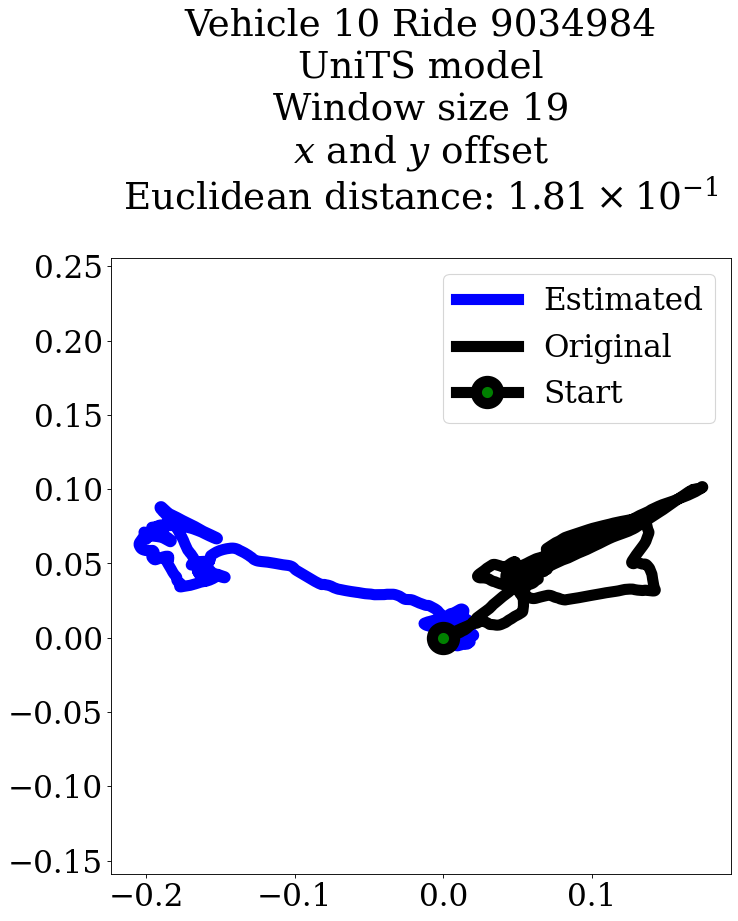 Vehicle 10 Ride 9034984
UniTS model
Window size 19
x and y offset
Euclidean distance: 1.81 × 10⁻¹
Estimated
Original
Start
0.25
0.20
0.15
0.10
0.05
0.00
−0.05
−0.10
−0.15
−0.2 −0.1 0.0 0.1